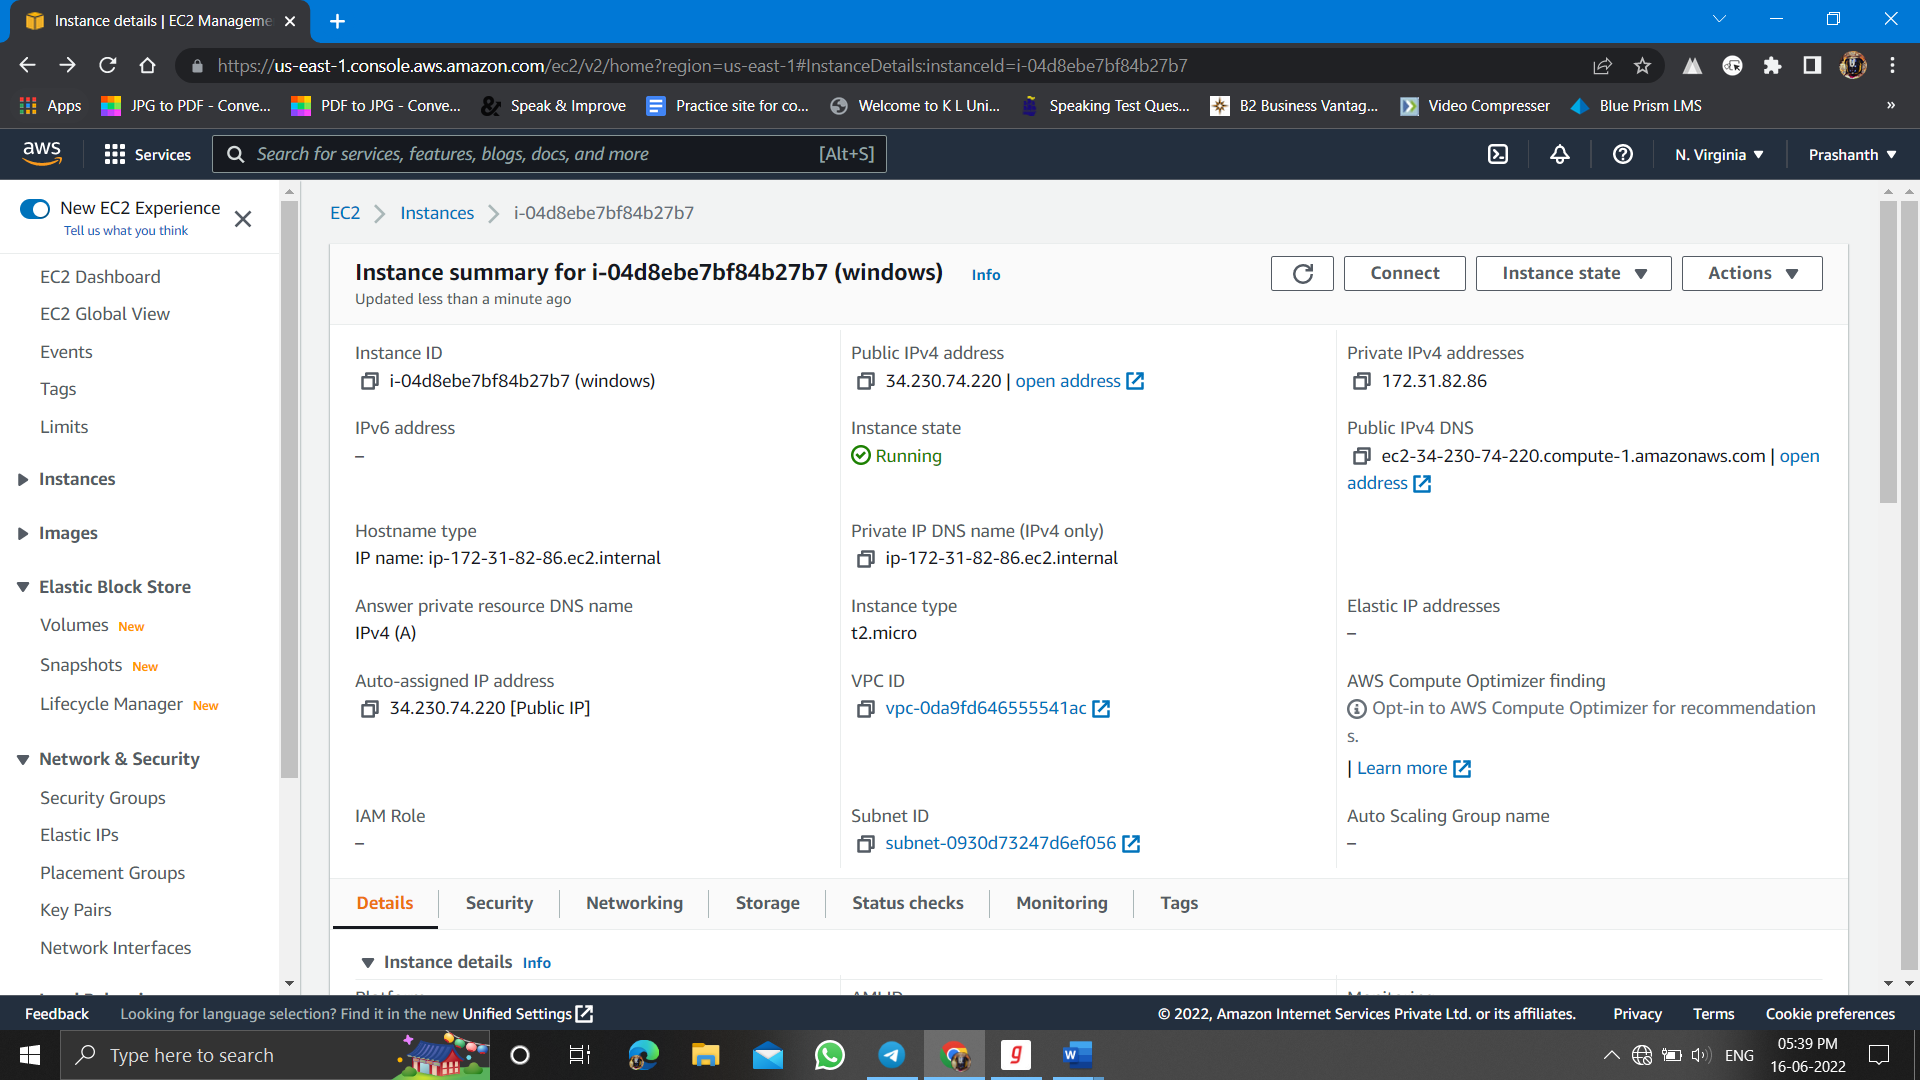 Instance details | EC2 Manageme
https://us-east-1.console.aws.amazon.com/ec2/v2/home?region=us-east-1#InstanceDetails:instanceId=i-04d8ebe7bf84b27b7
Apps JPG to PDF - Conve... PDF to JPG - Conve... Speak & Improve Practice site for co... Welcome to K L Uni... Speaking Test Ques... B2 Business Vantag... Video Compresser Blue Prism LMS »
aws Services Search for services, features, blogs, docs, and more [Alt+S] N. Virginia Prashanth
New EC2 Experience
Tell us what you think
EC2 Dashboard
EC2 Global View
Events
Tags
Limits
Instances
Images
Elastic Block Store
Volumes New
Snapshots New
Lifecycle Manager New
Network & Security
Security Groups
Elastic IPs
Placement Groups
Key Pairs
Network Interfaces
EC2 Instances i-04d8ebe7bf84b27b7
Instance summary for i-04d8ebe7bf84b27b7 (windows) Info
Updated less than a minute ago
Connect Instance state Actions
Instance ID
i-04d8ebe7bf84b27b7 (windows)
Public IPv4 address
34.230.74.220 | open address
Private IPv4 addresses
172.31.82.86
IPv6 address
–
Instance state
Running
Public IPv4 DNS
ec2-34-230-74-220.compute-1.amazonaws.com | open
address
Hostname type
IP name: ip-172-31-82-86.ec2.internal
Private IP DNS name (IPv4 only)
ip-172-31-82-86.ec2.internal
Answer private resource DNS name
IPv4 (A)
Instance type
t2.micro
Elastic IP addresses
–
Auto-assigned IP address
34.230.74.220 [Public IP]
VPC ID
vpc-0da9fd646555541ac
AWS Compute Optimizer finding
Opt-in to AWS Compute Optimizer for recommendation
s.
| Learn more
IAM Role
–
Subnet ID
subnet-0930d73247d6ef056
Auto Scaling Group name
–
Details Security Networking Storage Status checks Monitoring Tags
Instance details Info
Feedback Looking for language selection? Find it in the new Unified Settings © 2022, Amazon Internet Services Private Ltd. or its affiliates. Privacy Terms Cookie preferences
Type here to search
ENG
05:39 PM
16-06-2022